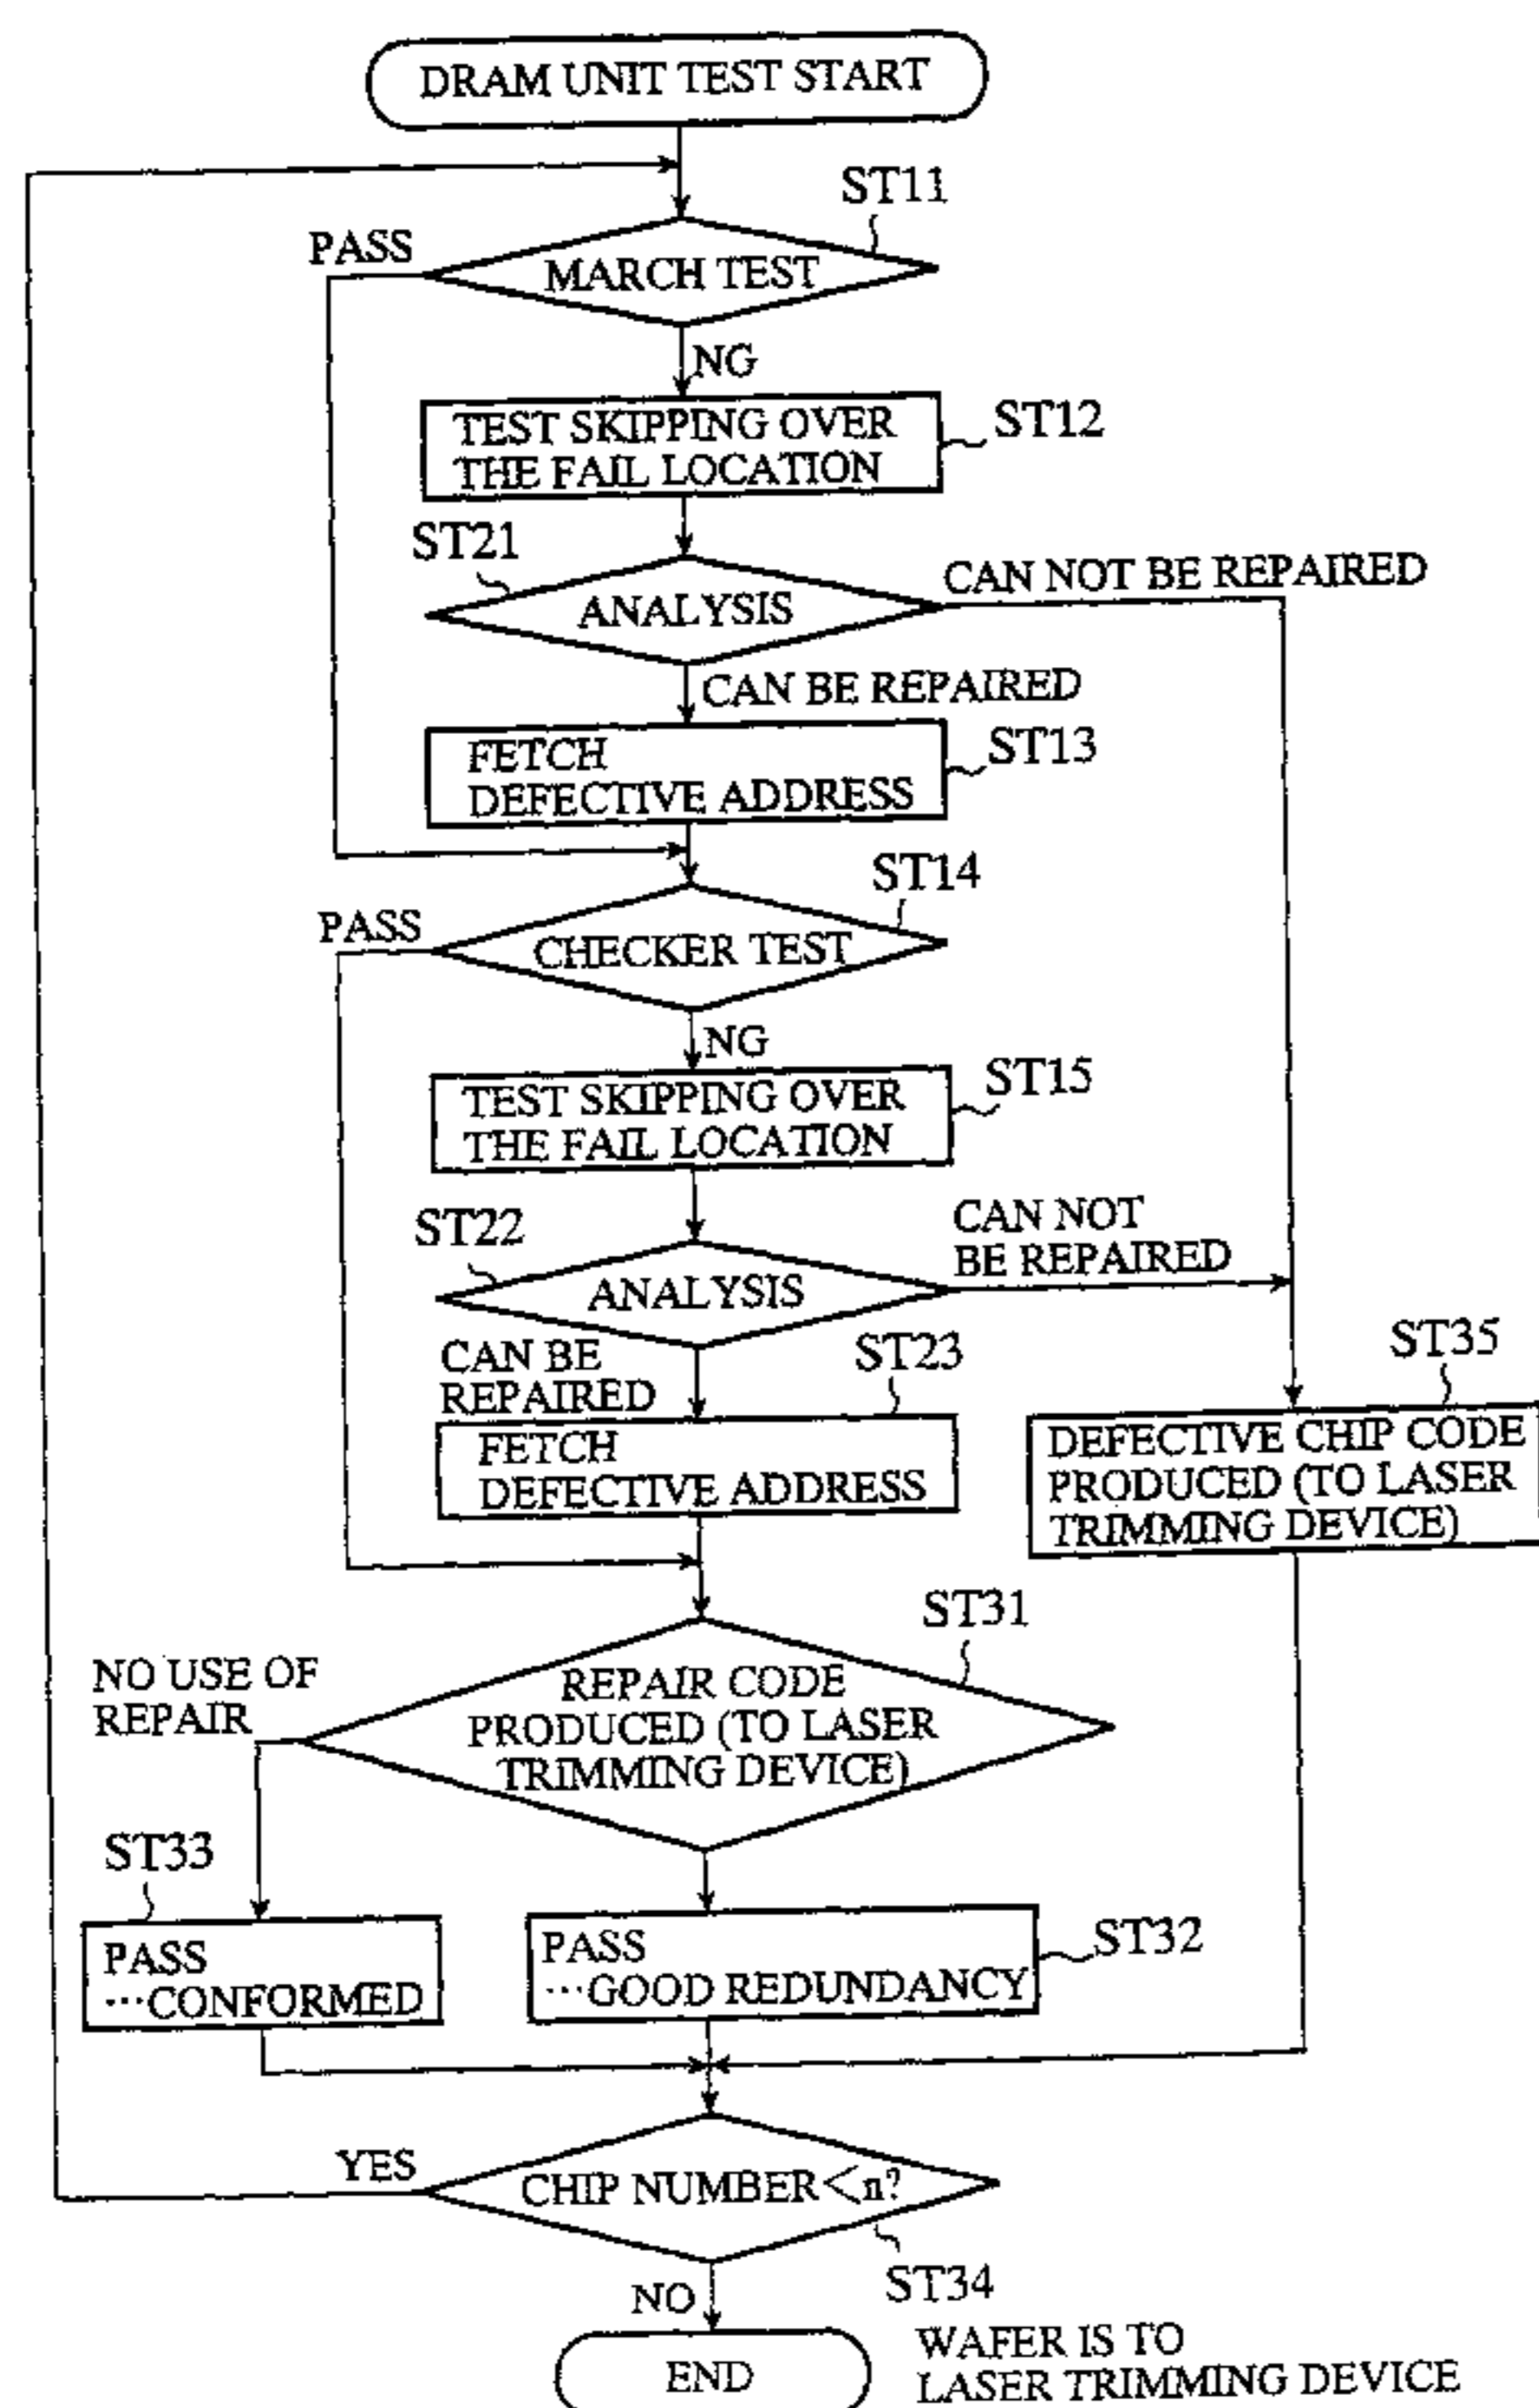 DRAM UNIT TEST START
ST11
PASS
MARCH TEST
NG
TEST SKIPPING OVER
THE FAIL LOCATION
ST12
ST21
ANALYSIS
CAN NOT BE REPAIRED
CAN BE REPAIRED
FETCH
DEFECTIVE ADDRESS
ST13
ST14
PASS
CHECKER TEST
NG
TEST SKIPPING OVER
THE FAIL LOCATION
ST15
ST22
ANALYSIS
CAN NOT
BE REPAIRED
CAN BE
REPAIRED
ST23
FETCH
DEFECTIVE ADDRESS
ST35
DEFECTIVE CHIP CODE
PRODUCED (TO LASER
TRIMMING DEVICE)
ST31
NO USE OF
REPAIR
REPAIR CODE
PRODUCED (TO LASER
TRIMMING DEVICE)
ST33
PASS
···CONFORMED
PASS
···GOOD REDUNDANCY
ST32
YES
CHIP NUMBER<n?
ST34
NO
END
WAFER IS TO
LASER TRIMMING DEVICE